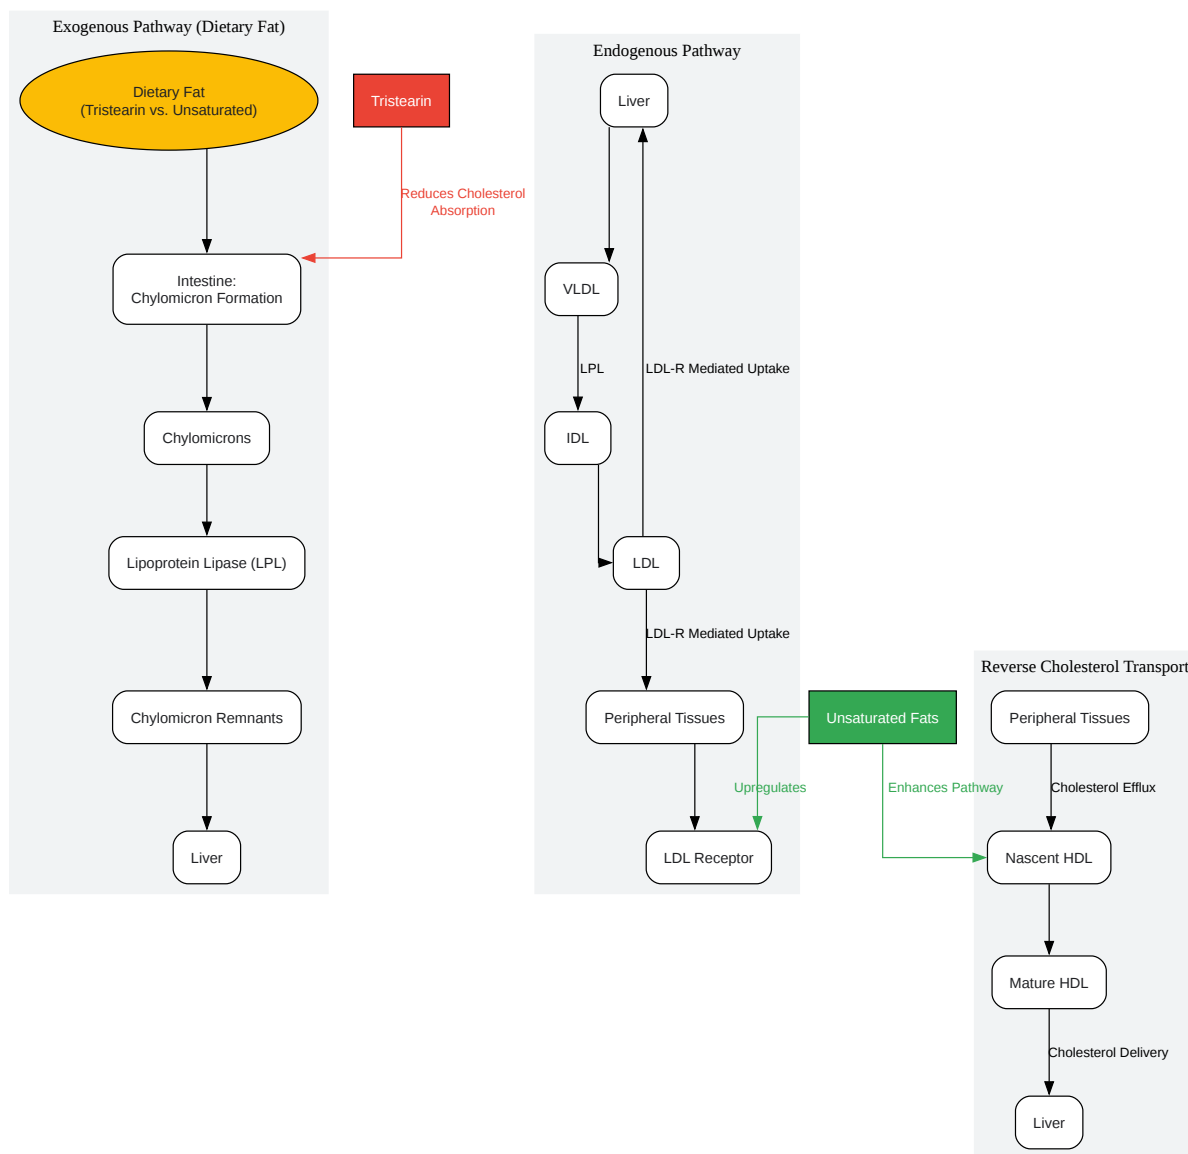 Exogenous Pathway (Dietary Fat)
Dietary Fat
(Tristearin vs. Unsaturated)
Tristearin
Reduces Cholesterol
Absorption
Intestine:
Chylomicron Formation
Chylomicrons
Lipoprotein Lipase (LPL)
Chylomicron Remnants
Liver
Endogenous Pathway
Liver
VLDL
LPL
LDL-R Mediated Uptake
IDL
LDL
LDL-R Mediated Uptake
Peripheral Tissues
Unsaturated Fats
Upregulates
Enhances Pathway
LDL Receptor
Reverse Cholesterol Transport
Peripheral Tissues
Cholesterol Efflux
Nascent HDL
Mature HDL
Cholesterol Delivery
Liver